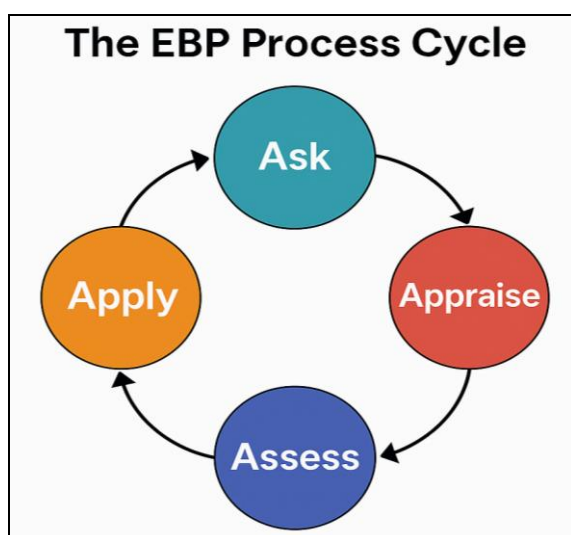 The EBP Process Cycle
Ask
Appraise
Assess
Apply